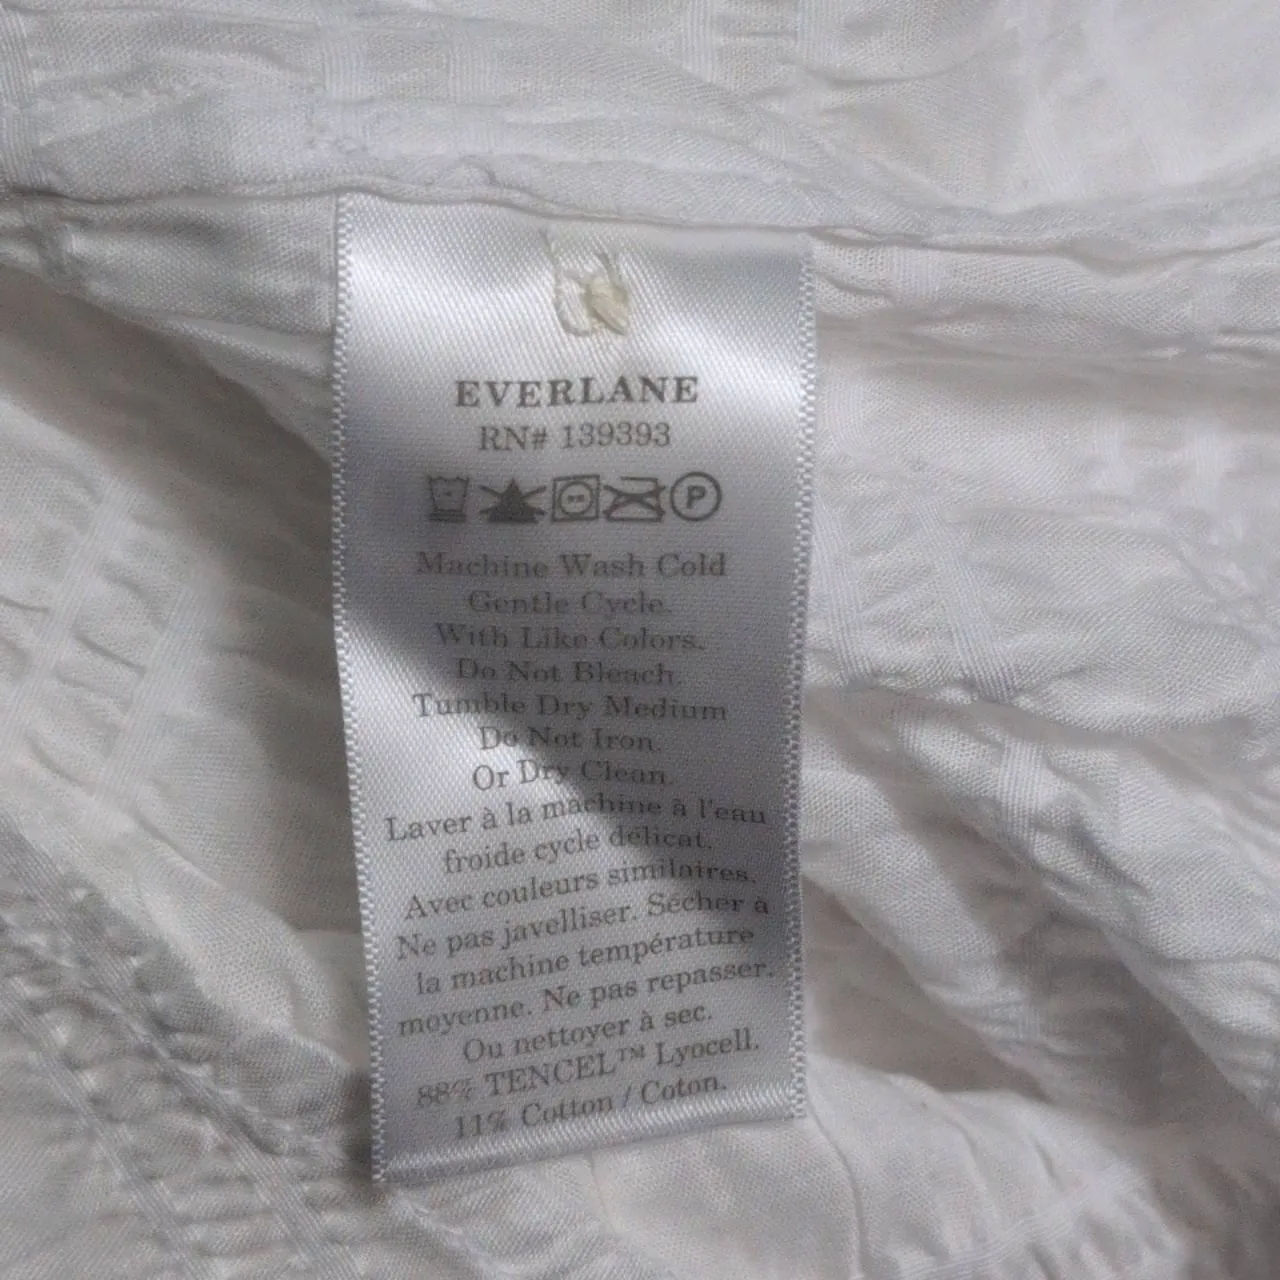 EVERLANE
RN# 139393
P
Machine Wash Cold
Gentle Cycle.
With Like Colors.
Do Not Bleach.
Tumble Dry Medium
Do Not Iron.
Or Dry Clean.
Laver à la machine à l'eau
froide cycle délicat.
Avec couleurs similaires.
Ne pas javelliser. Sécher à
la machine température
moyenne. Ne pas repasser.
Ou nettoyer à sec.
88% TENCEL™ Lyocell.
11% Cotton / Coton.